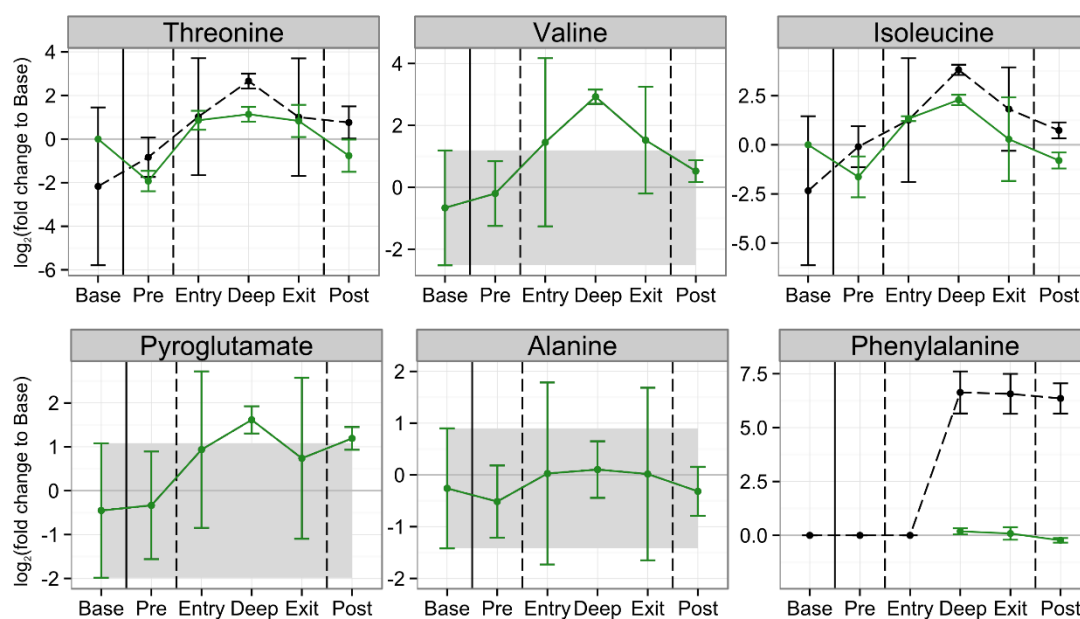 Threonine Valine Isoleucine
log2(fold change to Base)
4
2
0
-2
-4
-6
Base Pre Entry Deep Exit Post
4
2
0
-2
Base Pre Entry Deep Exit Post
2.5
0.0
-2.5
-5.0
Base Pre Entry Deep Exit Post
Pyroglutamate Alanine Phenylalanine
log2(fold change to Base)
2
1
0
-1
-2
Base Pre Entry Deep Exit Post
2
1
0
-1
-2
Base Pre Entry Deep Exit Post
7.5
5.0
2.5
0.0
Base Pre Entry Deep Exit Post